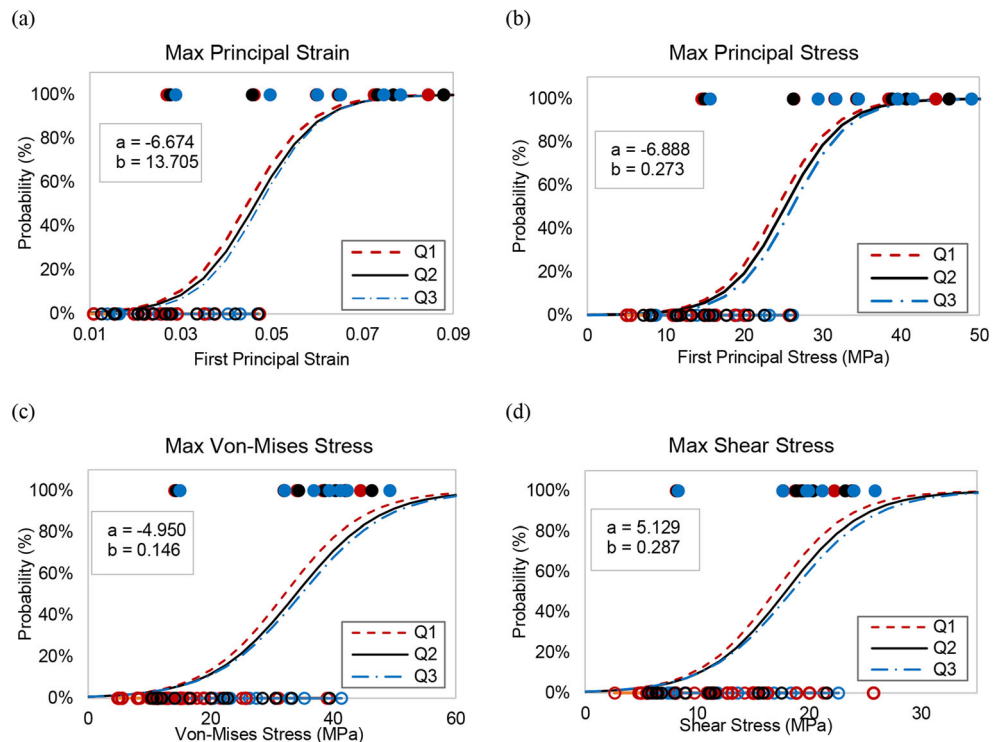 (a)
Max Principal Strain
100%
80%
60%
40%
20%
0%
Probability (%)
a = -6.674
b = 13.705
Q1
Q2
Q3
0.01 0.03 0.05 0.07 0.09
First Principal Strain
(b)
Max Principal Stress
100%
80%
60%
40%
20%
0%
Probability (%)
a = -6.888
b = 0.273
Q1
Q2
Q3
0 10 20 30 40 50
First Principal Stress (MPa)
(c)
Max Von-Mises Stress
100%
80%
60%
40%
20%
0%
Probability (%)
a = -4.950
b = 0.146
Q1
Q2
Q3
0 20 40 60
Von-Mises Stress (MPa)
(d)
Max Shear Stress
100%
80%
60%
40%
20%
0%
Probability (%)
a = 5.129
b = 0.287
Q1
Q2
Q3
0 10 20 30
Shear Stress (MPa)